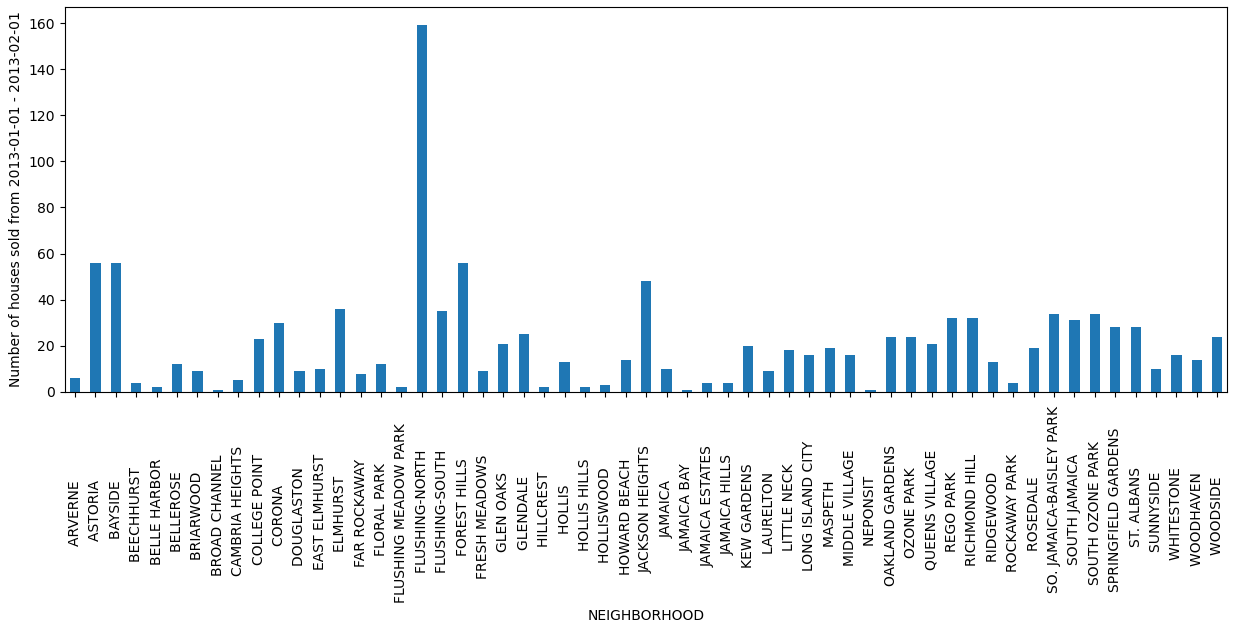 Number of houses sold from 2013-01-01 - 2013-02-01
160
140
120
100
80
60
40
20
0
ARVERNE
ASTORIA
BAYSIDE
BEECHHURST
BELLE HARBOR
BELLEROSE
BRIARWOOD
BROAD CHANNEL
CAMBRIA HEIGHTS
COLLEGE POINT
CORONA
DOUGLASTON
EAST ELMHURST
ELMHURST
FAR ROCKAWAY
FLORAL PARK
FLUSHING MEADOW PARK
FLUSHING-NORTH
FLUSHING-SOUTH
FOREST HILLS
FRESH MEADOWS
GLEN OAKS
GLENDALE
HILLCREST
HOLLIS
HOLLIS HILLS
HOLLISWOOD
HOWARD BEACH
JACKSON HEIGHTS
JAMAICA
JAMAICA BAY
JAMAICA ESTATES
JAMAICA HILLS
KEW GARDENS
LAURELTON
LITTLE NECK
LONG ISLAND CITY
MASPETH
MIDDLE VILLAGE
NEPONSIT
OAKLAND GARDENS
OZONE PARK
QUEENS VILLAGE
REGO PARK
RICHMOND HILL
RIDGEWOOD
ROCKAWAY PARK
ROSEDALE
SO. JAMAICA-BAISLEY PARK
SOUTH JAMAICA
SOUTH OZONE PARK
SPRINGFIELD GARDENS
ST. ALBANS
SUNNYSIDE
WHITESTONE
WOODHAVEN
WOODSIDE
NEIGHBORHOOD